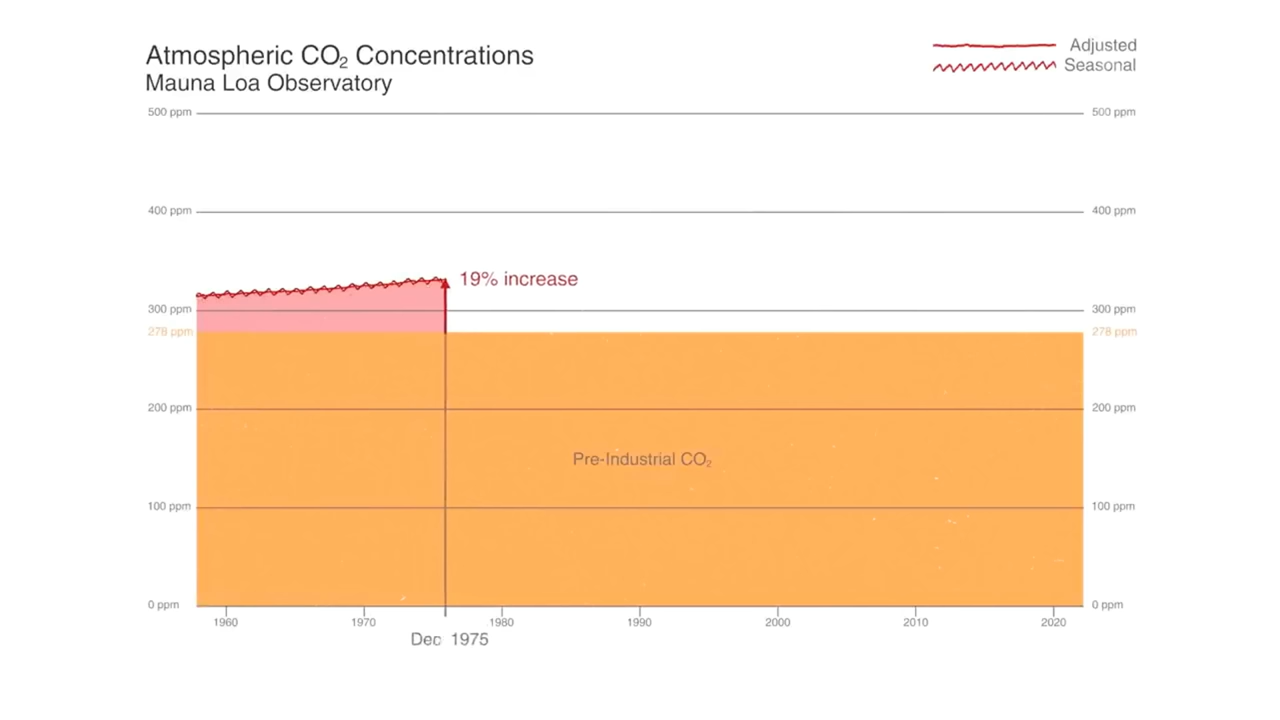 Atmospheric CO₂ Concentrations
Mauna Loa Observatory
Adjusted
Seasonal
500 ppm 500 ppm
400 ppm 400 ppm
19% increase
300 ppm 300 ppm
278 ppm 278 ppm
200 ppm 200 ppm
Pre-Industrial CO₂
100 ppm 100 ppm
0 ppm 0 ppm
1960 1970 1980 1990 2000 2010 2020
Dec 1975